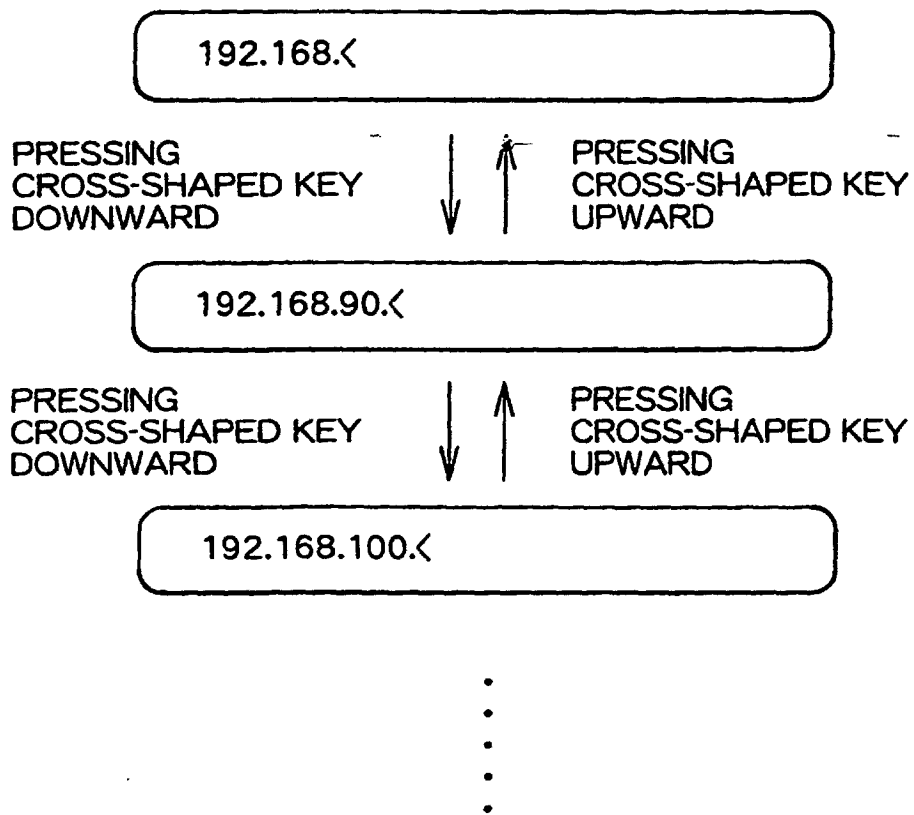 192.168.<
PRESSING
CROSS-SHAPED KEY
DOWNWARD
PRESSING
CROSS-SHAPED KEY
UPWARD
192.168.90.<
PRESSING
CROSS-SHAPED KEY
DOWNWARD
PRESSING
CROSS-SHAPED KEY
UPWARD
192.168.100.<